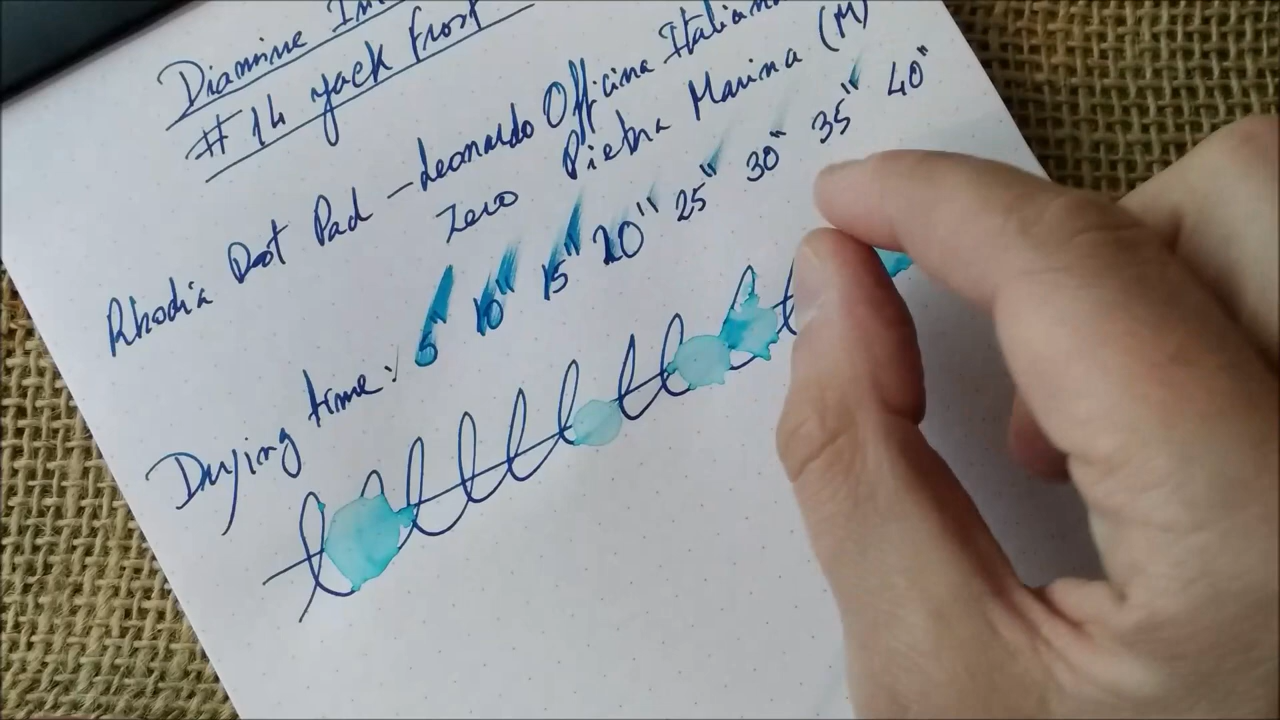 Diamine In
#14 Jack Frost
Rhodia Dot Pad - Leonardo Officina Italiana
Zero Pietra Marina (M)
Drying time: 5" 10" 15" 20" 25" 30" 35" 40"